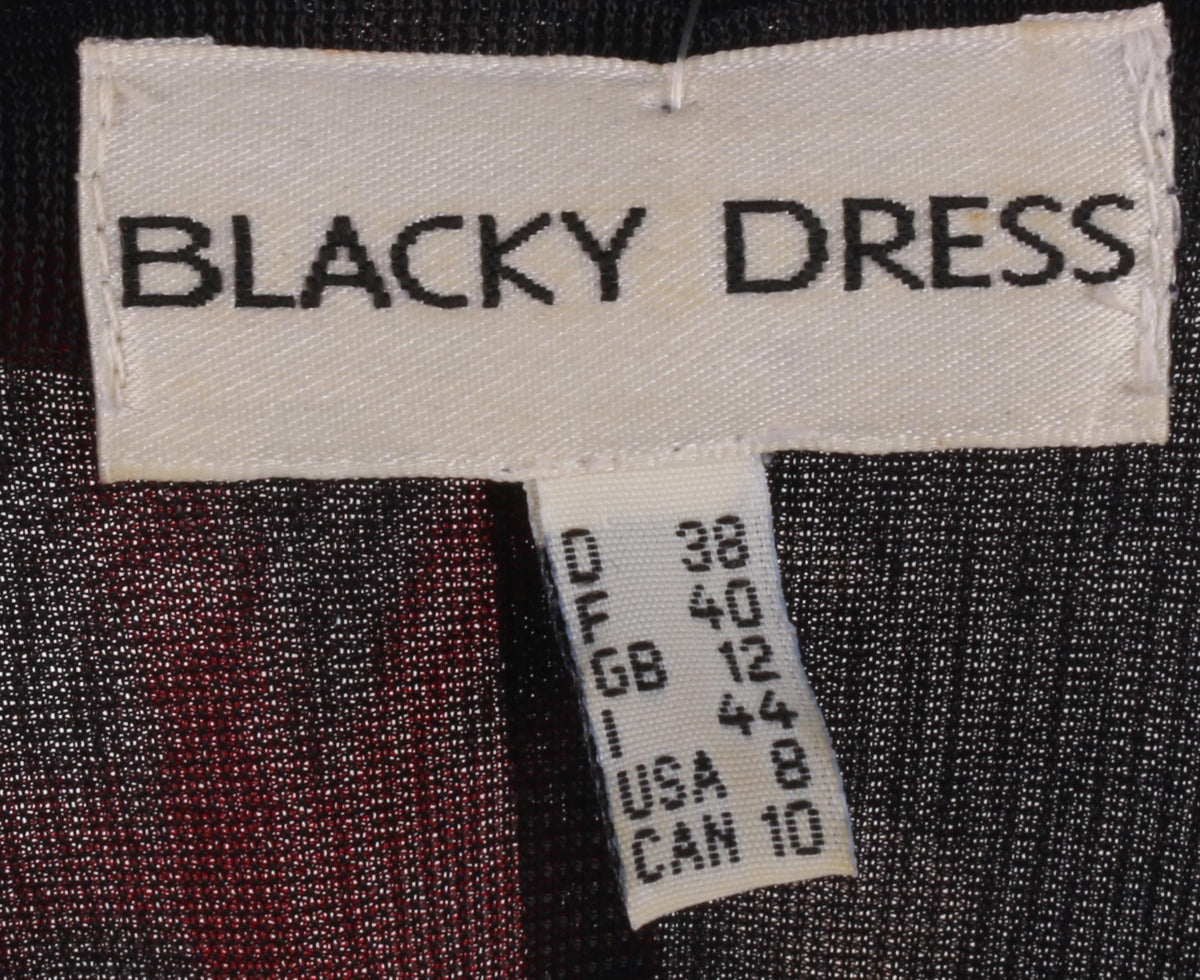 BLACKY DRESS
D 38
F 40
GB 12
I 44
USA 8
CAN 10